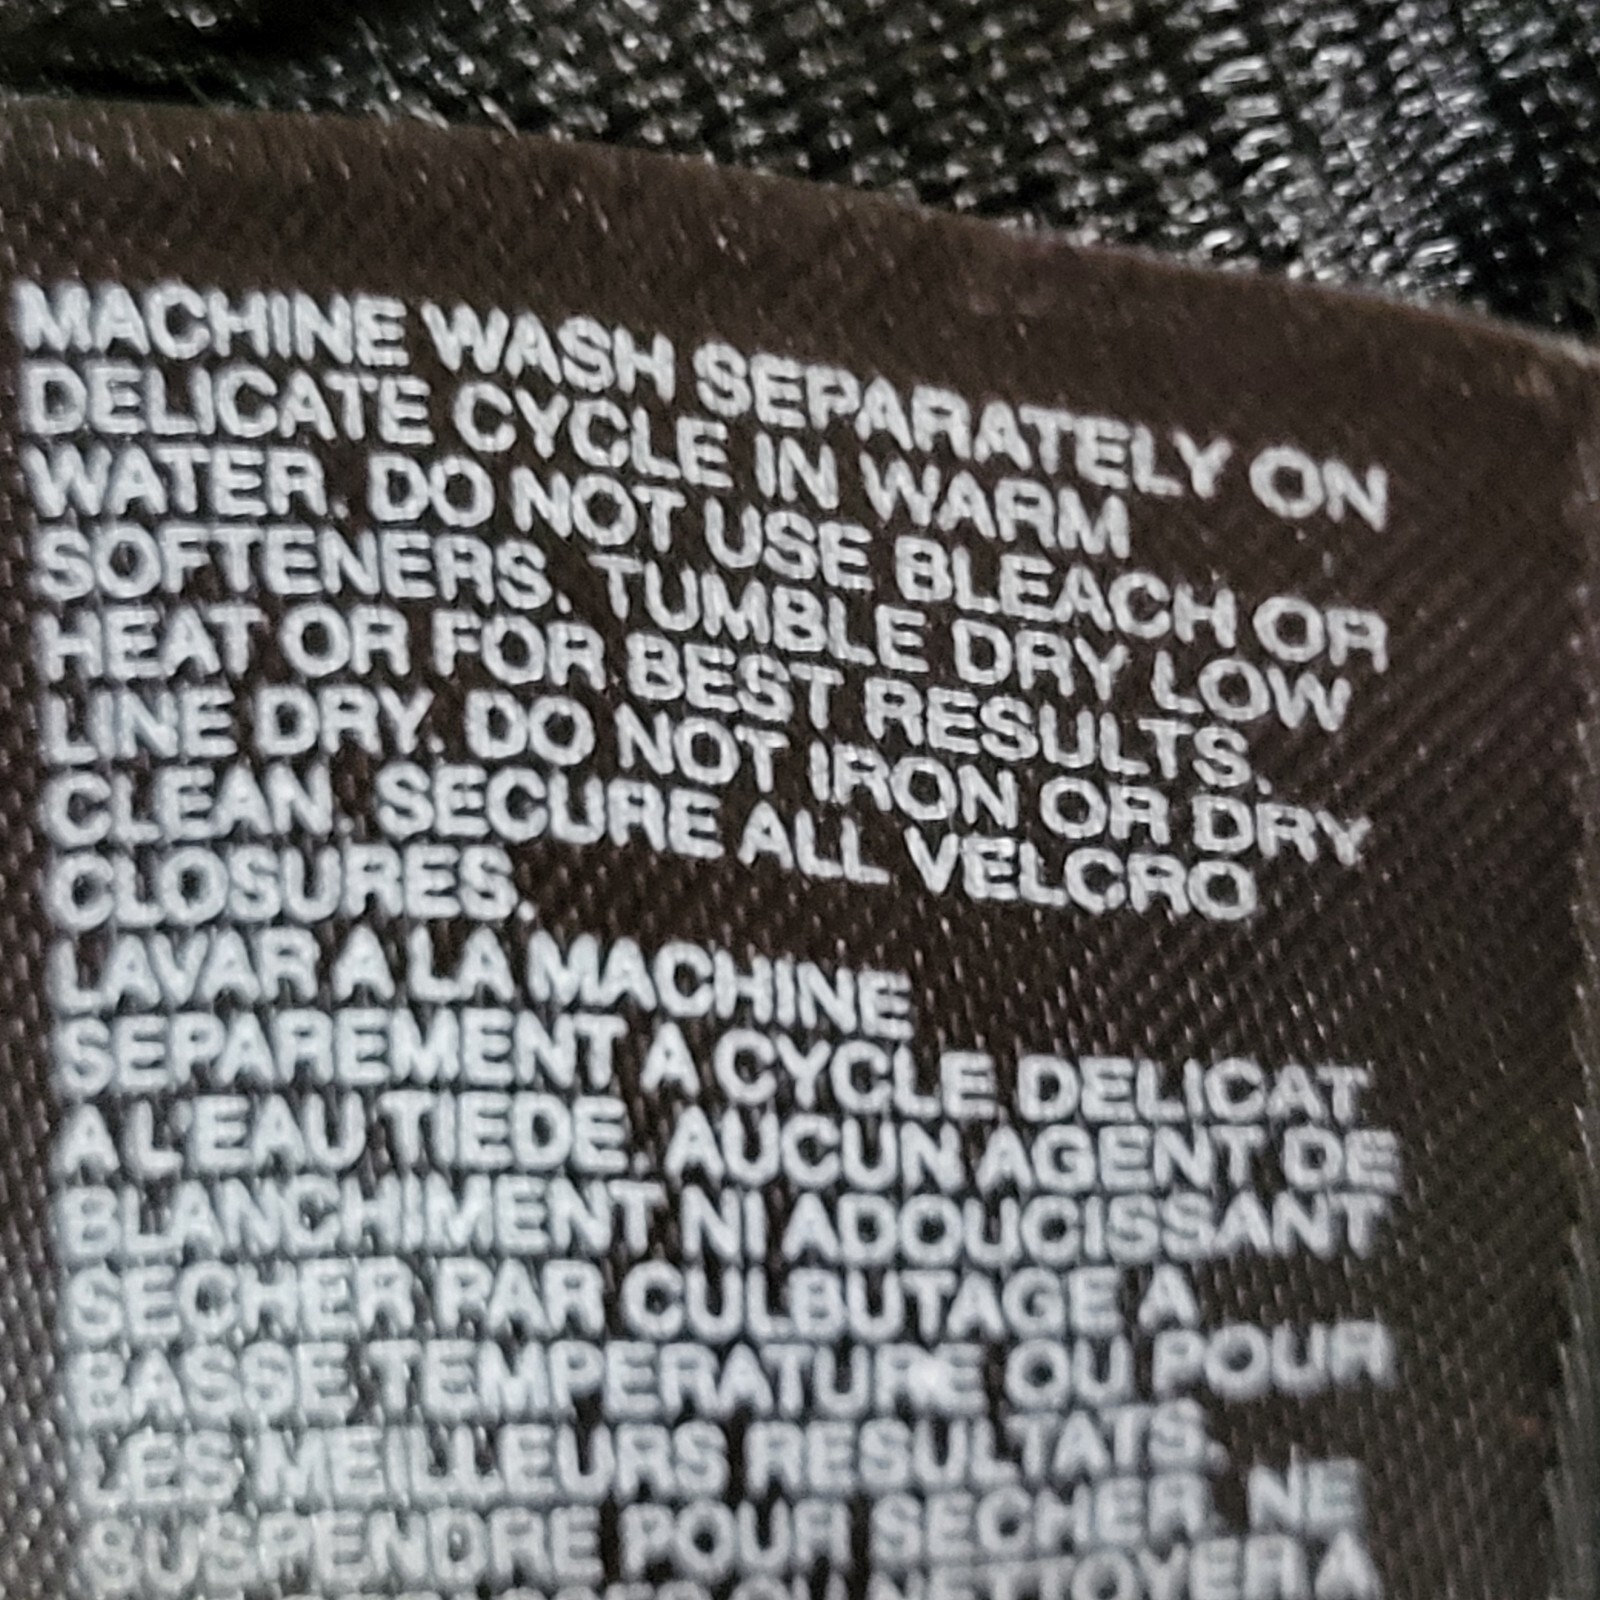 MACHINE WASH SEPARATELY ON
DELICATE CYCLE IN WARM
WATER. DO NOT USE BLEACH OR
SOFTENERS. TUMBLE DRY LOW
HEAT OR FOR BEST RESULTS.
LINE DRY. DO NOT IRON OR DRY
CLEAN. SECURE ALL VELCRO
CLOSURES.
LAVAR A LA MACHINE
SEPAREMENT A CYCLE DELICAT
A L'EAU TIEDE. AUCUN AGENT DE
BLANCHIMENT NI ADOUCISSANT
SECHER PAR CULBUTAGE A
BASSE TEMPERATURE OU POUR
LES MEILLEURS RESULTATS.
SUSPENDRE POUR SECHER. NE
OU NETTOYER A